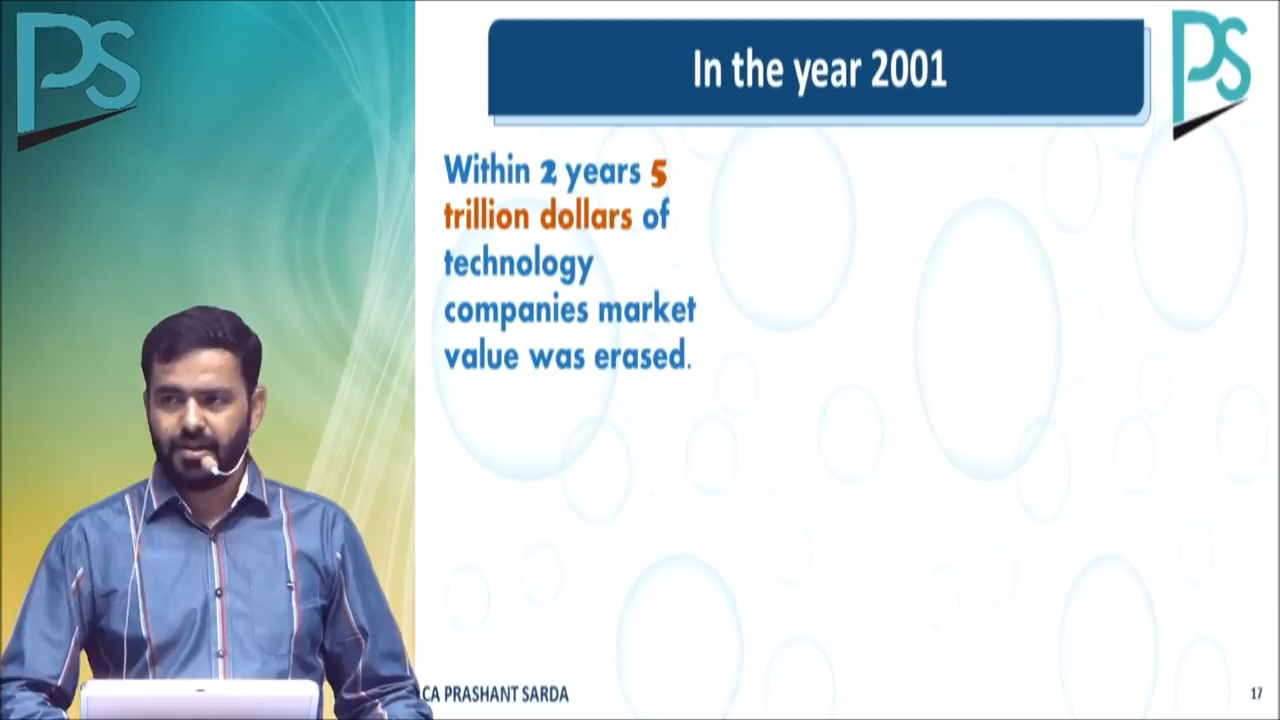 PS
In the year 2001
PS
Within 2 years 5
trillion dollars of
technology
companies market
value was erased.
CA PRASHANT SARDA
17